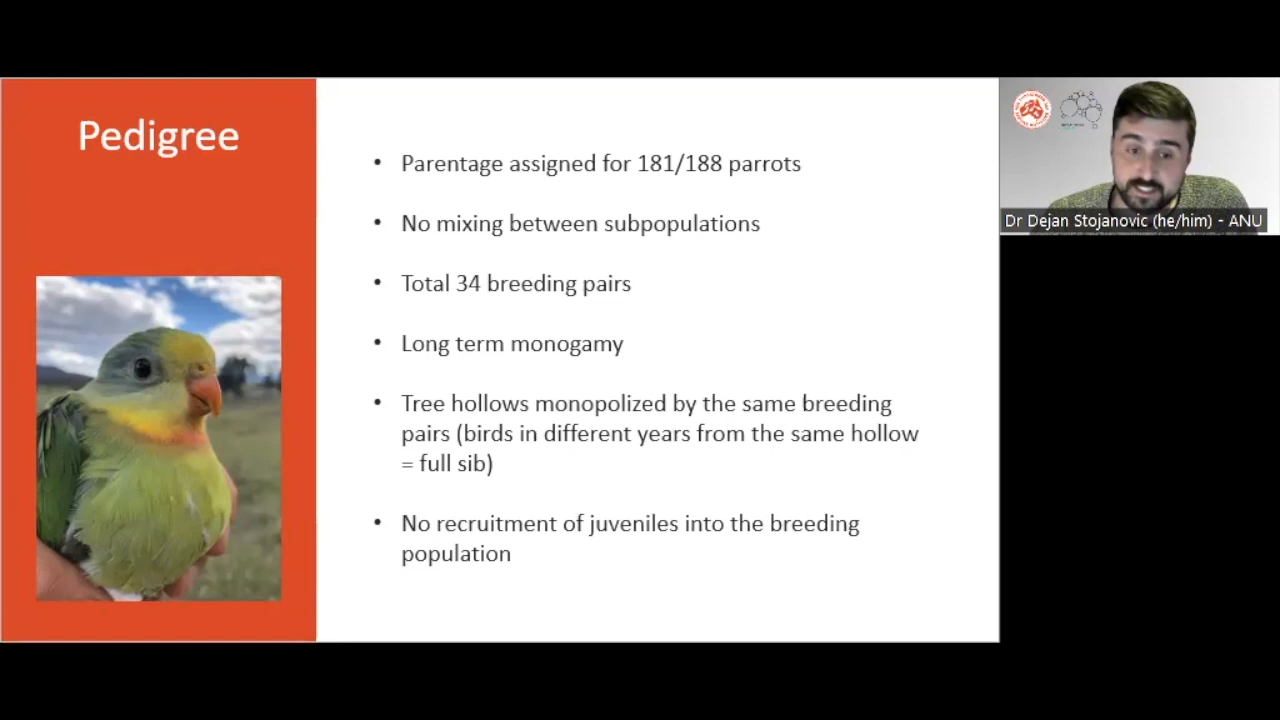 Pedigree
• Parentage assigned for 181/188 parrots
• No mixing between subpopulations
• Total 34 breeding pairs
• Long term monogamy
• Tree hollows monopolized by the same breeding
pairs (birds in different years from the same hollow
= full sib)
• No recruitment of juveniles into the breeding
population
Dr Dejan Stojanovic (he/him) - ANU